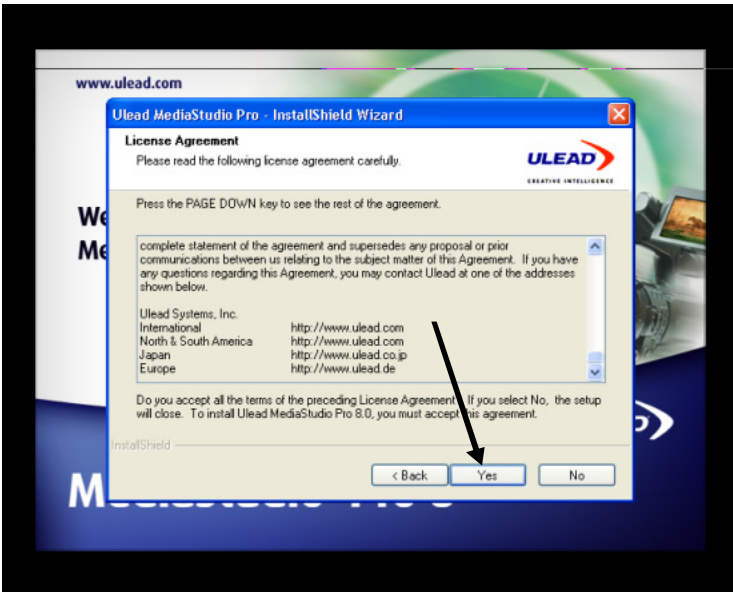 www.ulead.com
Ulead MediaStudio Pro - InstallShield Wizard
License Agreement
Please read the following license agreement carefully.
ULEAD
CREATIVE INTELLIGENCE
Press the PAGE DOWN key to see the rest of the agreement.
We
Me
complete statement of the agreement and supersedes any proposal or prior
communications between us relating to the subject matter of this Agreement. If you have
any questions regarding this Agreement, you may contact Ulead at one of the addresses
shown below.
Ulead Systems, Inc.
International http://www.ulead.com
North & South America http://www.ulead.com
Japan http://www.ulead.co.jp
Europe http://www.ulead.de
Do you accept all the terms of the preceding License Agreement? If you select No, the setup
will close. To install Ulead MediaStudio Pro 8.0, you must accept this agreement.
InstallShield
< Back Yes No